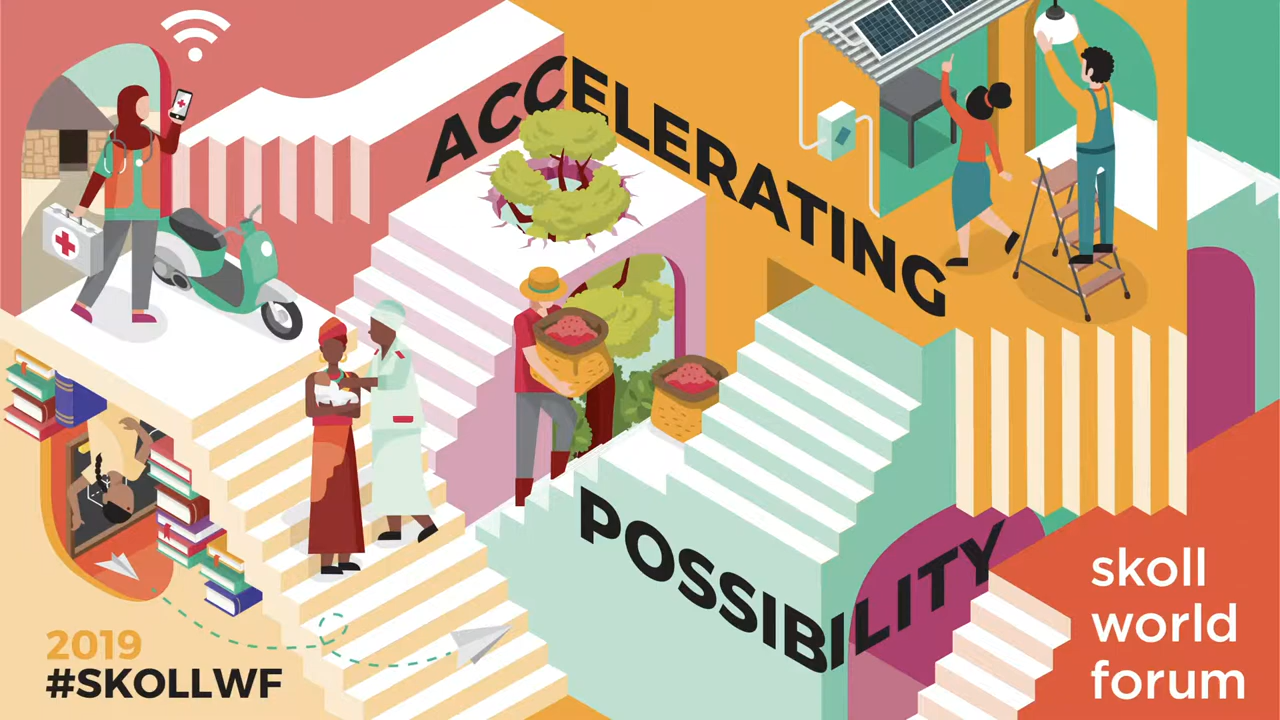 ACCELERATING
POSSIBILITY
2019
#SKOLLWF
skoll
world
forum